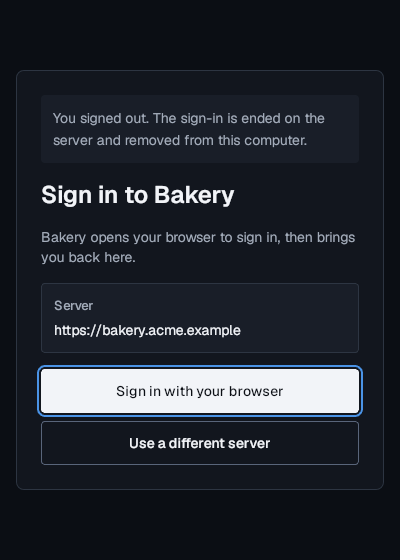 You signed out. The sign-in is ended on the
server and removed from this computer.
Sign in to Bakery
Bakery opens your browser to sign in, then brings
you back here.
Server
https://bakery.acme.example
Sign in with your browser
Use a different server